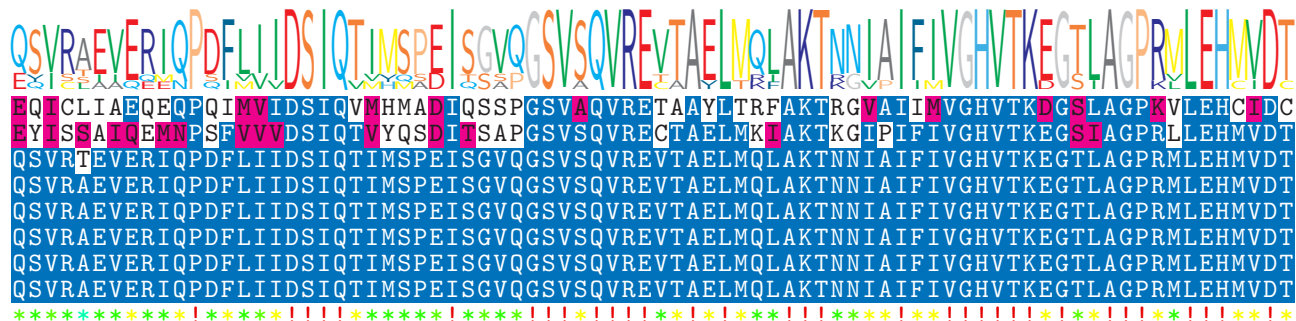 QSVRAEVERIQPDFLIIDSIQTIMSPEISGVQGSVSQVREVTAELMQLAKTNNIAIFIVGHVTKEGTLAGPRMLEHMVDT
EQICLIAEQEQPQIMVIDSIQVMHMADIQSSPGSVAQVRETAAYLTRFAKTRGVAIIMVGHVTKDGSLAGPKVLEHCIDC
EYISSAIQEMNPSFVVVDSIQTVYQSDITSAPGSVSQVRECTAELMKIAKTKGIPIFIVGHVTKEGSIAGPRLLEHMVDT
QSVRTEVERIQPDFLIIDSIQTIMSPEISGVQGSVSQVREVTAELMQLAKTNNIAIFIVGHVTKEGTLAGPRMLEHMVDT
QSVRAEVERIQPDFLIIDSIQTIMSPEISGVQGSVSQVREVTAELMQLAKTNNIAIFIVGHVTKEGTLAGPRMLEHMVDT
QSVRAEVERIQPDFLIIDSIQTIMSPEISGVQGSVSQVREVTAELMQLAKTNNIAIFIVGHVTKEGTLAGPRMLEHMVDT
QSVRAEVERIQPDFLIIDSIQTIMSPEISGVQGSVSQVREVTAELMQLAKTNNIAIFIVGHVTKEGTLAGPRMLEHMVDT
QSVRAEVERIQPDFLIIDSIQTIMSPEISGVQGSVSQVREVTAELMQLAKTNNIAIFIVGHVTKEGTLAGPRMLEHMVDT
QSVRAEVERIQPDFLIIDSIQTIMSPEISGVQGSVSQVREVTAELMQLAKTNNIAIFIVGHVTKEGTLAGPRMLEHMVDT
***********!*****!!!!******!****!!!*!!!!**!*!***!!!****!**!!!!!!*!**!!!**!!!**!*